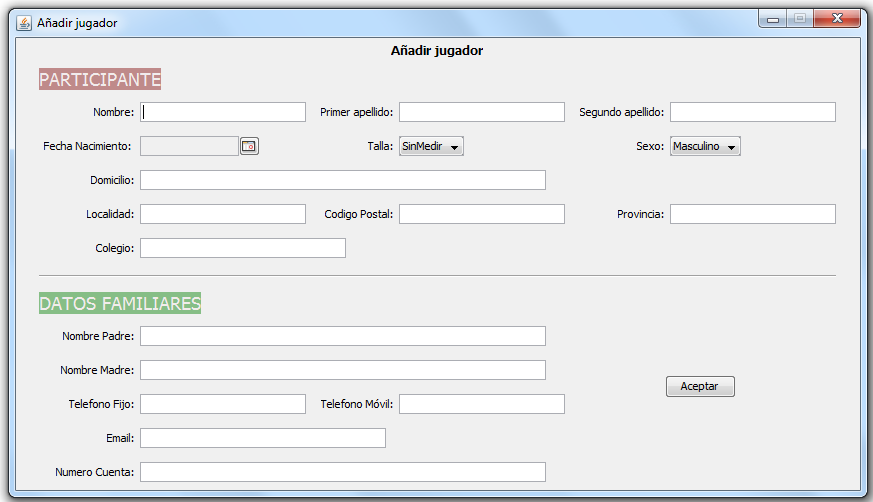 Añadir jugador
Añadir jugador
PARTICIPANTE
Nombre: Primer apellido: Segundo apellido:
Fecha Nacimiento: Talla: SinMedir Sexo: Masculino
Domicilio:
Localidad: Codigo Postal: Provincia:
Colegio:
DATOS FAMILIARES
Nombre Padre:
Nombre Madre:
Aceptar
Telefono Fijo: Telefono Móvil:
Email:
Numero Cuenta: